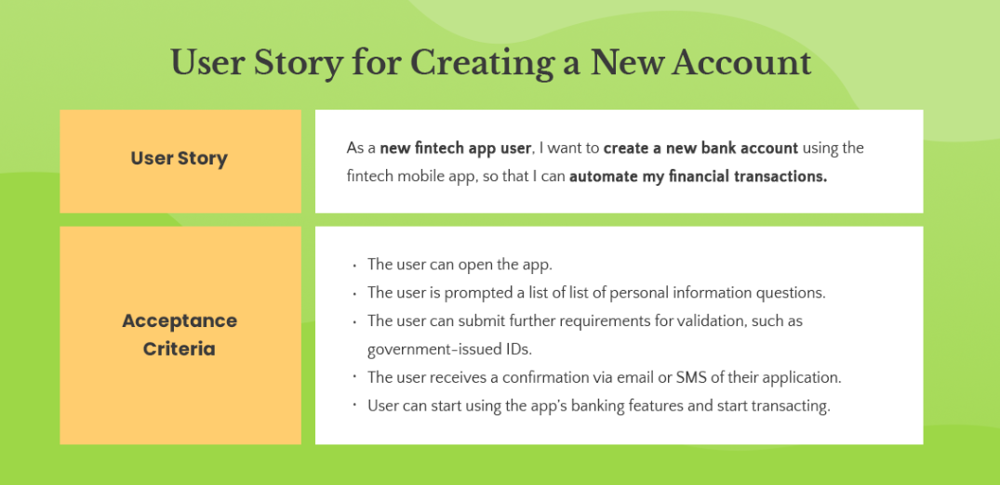 User Story for Creating a New Account
User Story
As a new fintech app user, I want to create a new bank account using the
fintech mobile app, so that I can automate my financial transactions.
Acceptance
Criteria
• The user can open the app.
• The user is prompted a list of list of personal information questions.
• The user can submit further requirements for validation, such as
government-issued IDs.
• The user receives a confirmation via email or SMS of their application.
• User can start using the app’s banking features and start transacting.